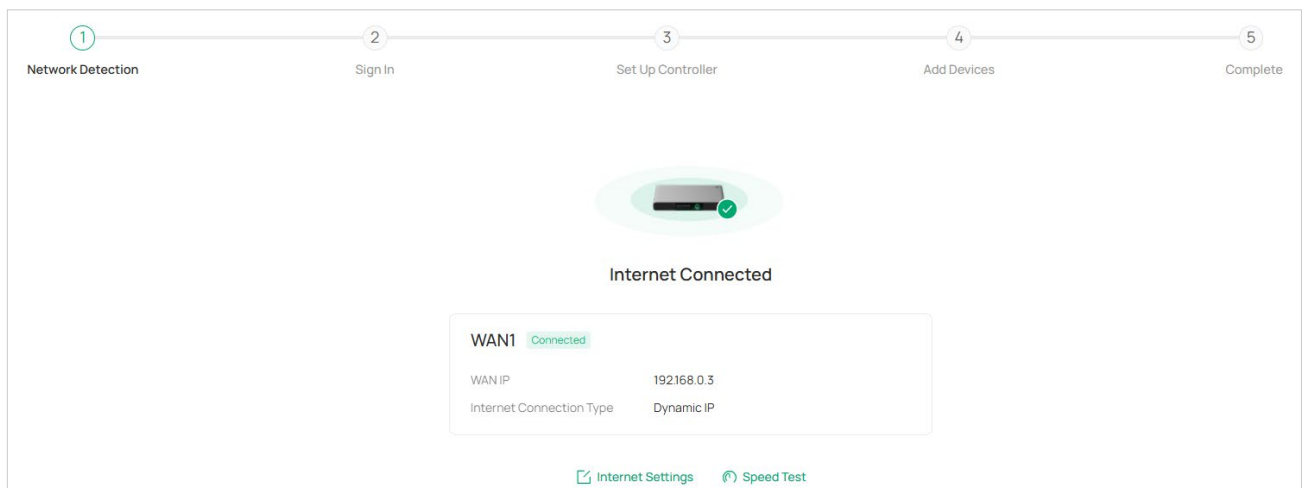 1 2 3 4 5
Network Detection Sign In Set Up Controller Add Devices Complete
Internet Connected
WAN1 Connected
WAN IP 192.168.0.3
Internet Connection Type Dynamic IP
Internet Settings Speed Test